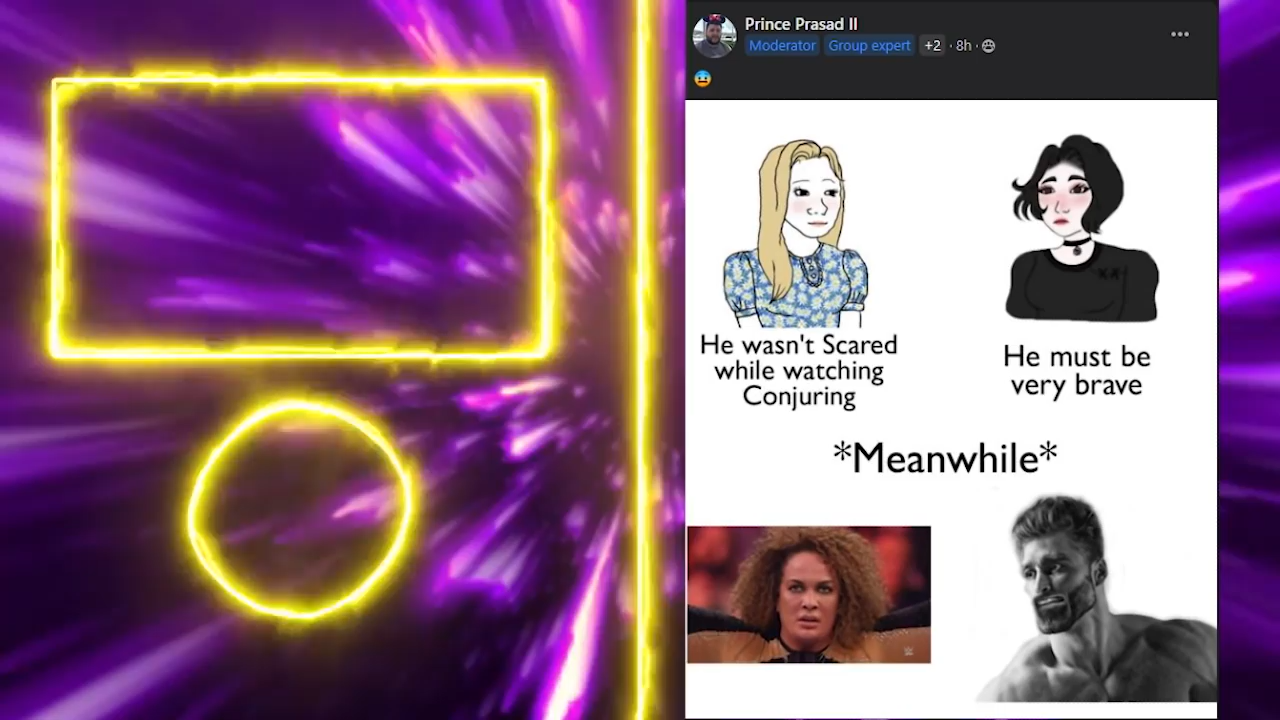 Prince Prasad II
Moderator Group expert +2 · 8h ·
He wasn't Scared
while watching
Conjuring
He must be
very brave
*Meanwhile*